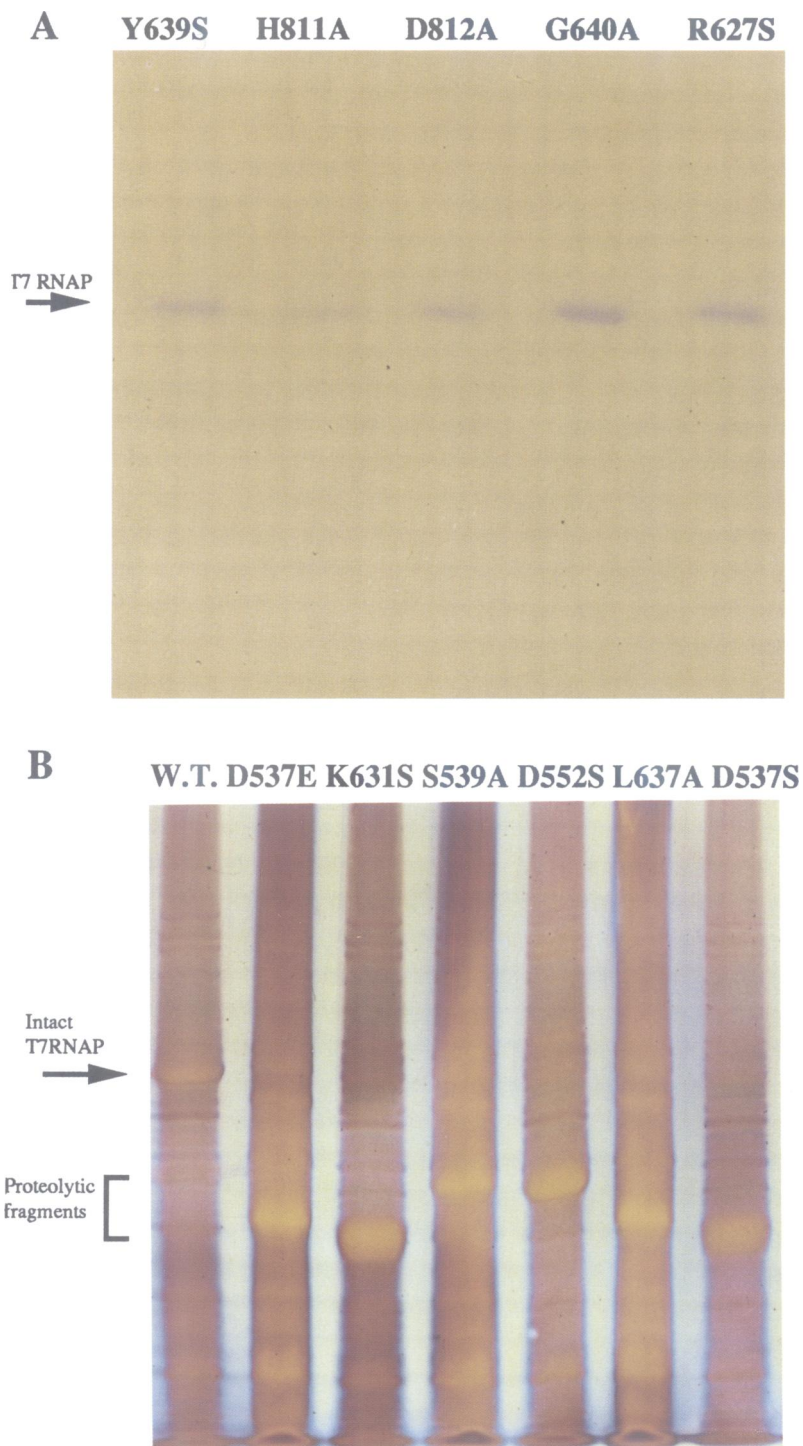 A
Y639S H811A D812A G640A R627S
T7 RNAP
B
W.T. D537E K631S S539A D552S L637A D537S
Intact
T7RNAP
Proteolytic
fragments